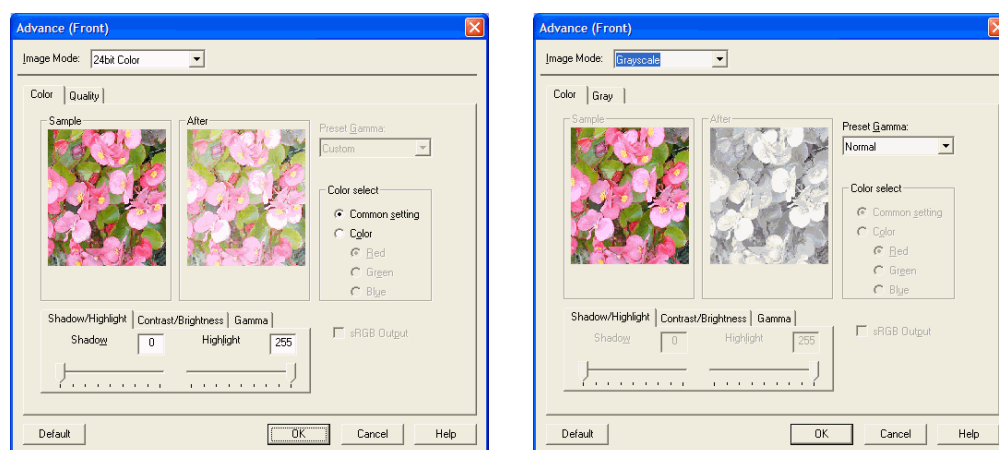 Advance (Front)
Image Mode: 24bit Color
Color Quality
Sample After
Preset Gamma:
Custom
Color select
Common setting
Color
Red
Green
Blue
Shadow/Highlight Contrast/Brightness Gamma
Shadow 0 Highlight 255
sRGB Output
Default OK Cancel Help
Advance (Front)
Image Mode: Grayscale
Color Gray
Sample After
Preset Gamma:
Normal
Color select
Common setting
Color
Red
Green
Blue
Shadow/Highlight Contrast/Brightness Gamma
Shadow 0 Highlight 255
sRGB Output
Default OK Cancel Help